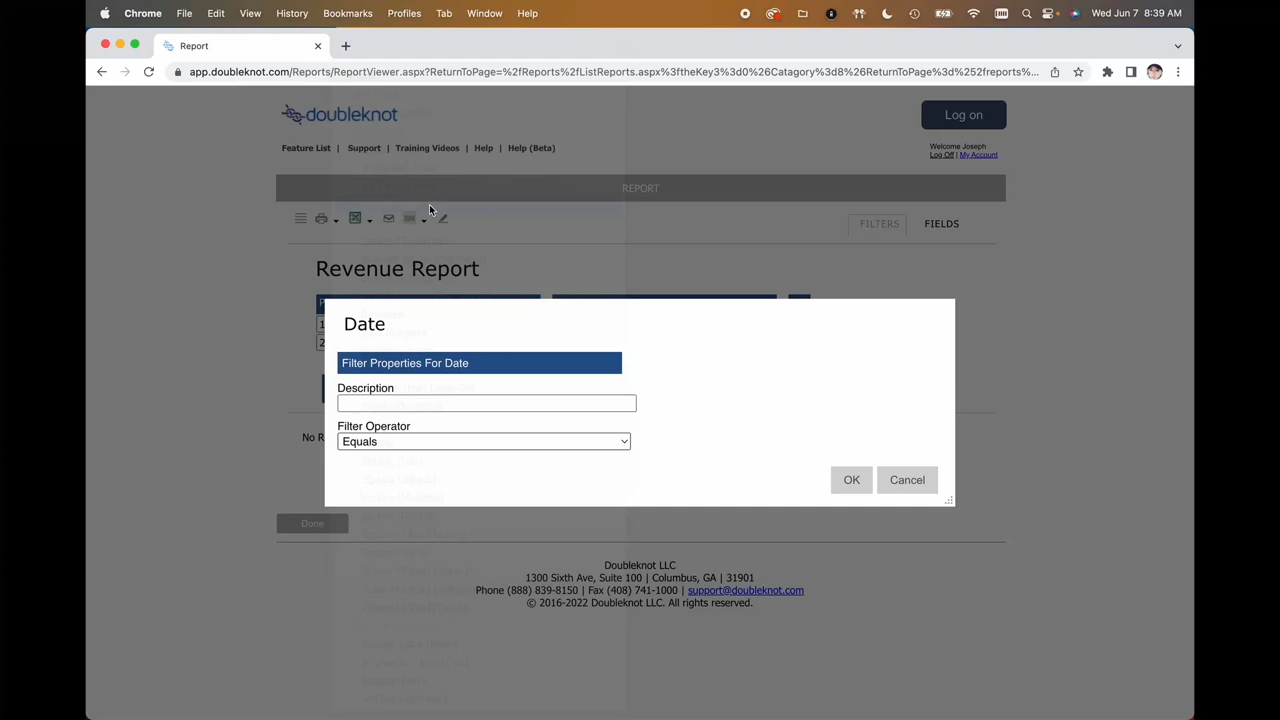 Chrome File Edit View History Bookmarks Profiles Tab Window Help Wed Jun 7 8:39 AM
Report
app.doubleknot.com/Reports/ReportViewer.aspx?ReturnToPage=%2fReports%2fListReports.aspx%3ftheKey3%3d0%26Catagory%3d8%26ReturnToPage%3d%252freports%...
doubleknot
Log on
Feature List | Support | Training Videos | Help | Help (Beta)
Welcome Joseph
Log Off | My Account
REPORT
FILTERS FIELDS
Revenue Report
Date
Filter Properties For Date
Description
Filter Operator
Equals
No R
OK Cancel
Done
Doubleknot LLC
1300 Sixth Ave, Suite 100 | Columbus, GA | 31901
Phone (888) 839-8150 | Fax (408) 741-1000 | support@doubleknot.com
© 2016-2022 Doubleknot LLC. All rights reserved.